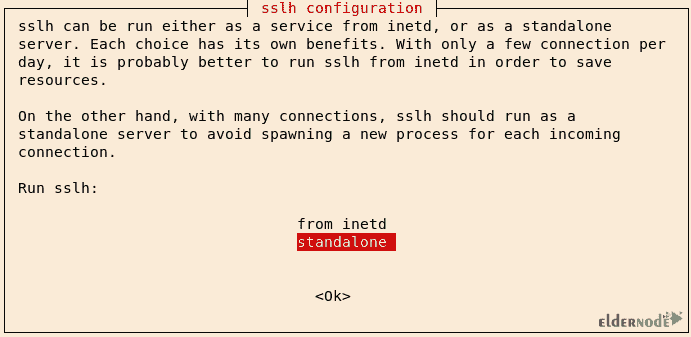 sslh configuration
sslh can be run either as a service from inetd, or as a standalone
server. Each choice has its own benefits. With only a few connection per
day, it is probably better to run sslh from inetd in order to save
resources.
On the other hand, with many connections, sslh should run as a
standalone server to avoid spawning a new process for each incoming
connection.
Run sslh:
from inetd
standalone
<Ok>
ELDERNODE